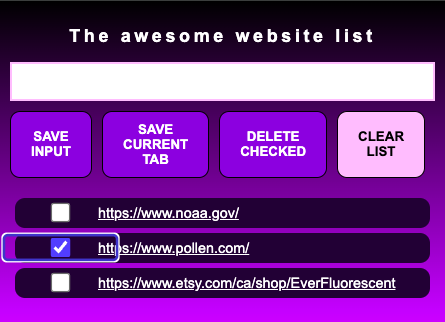 The awesome website list
SAVE
INPUT
SAVE
CURRENT
TAB
DELETE
CHECKED
CLEAR
LIST
https://www.noaa.gov/
https://www.pollen.com/
https://www.etsy.com/ca/shop/EverFluorescent